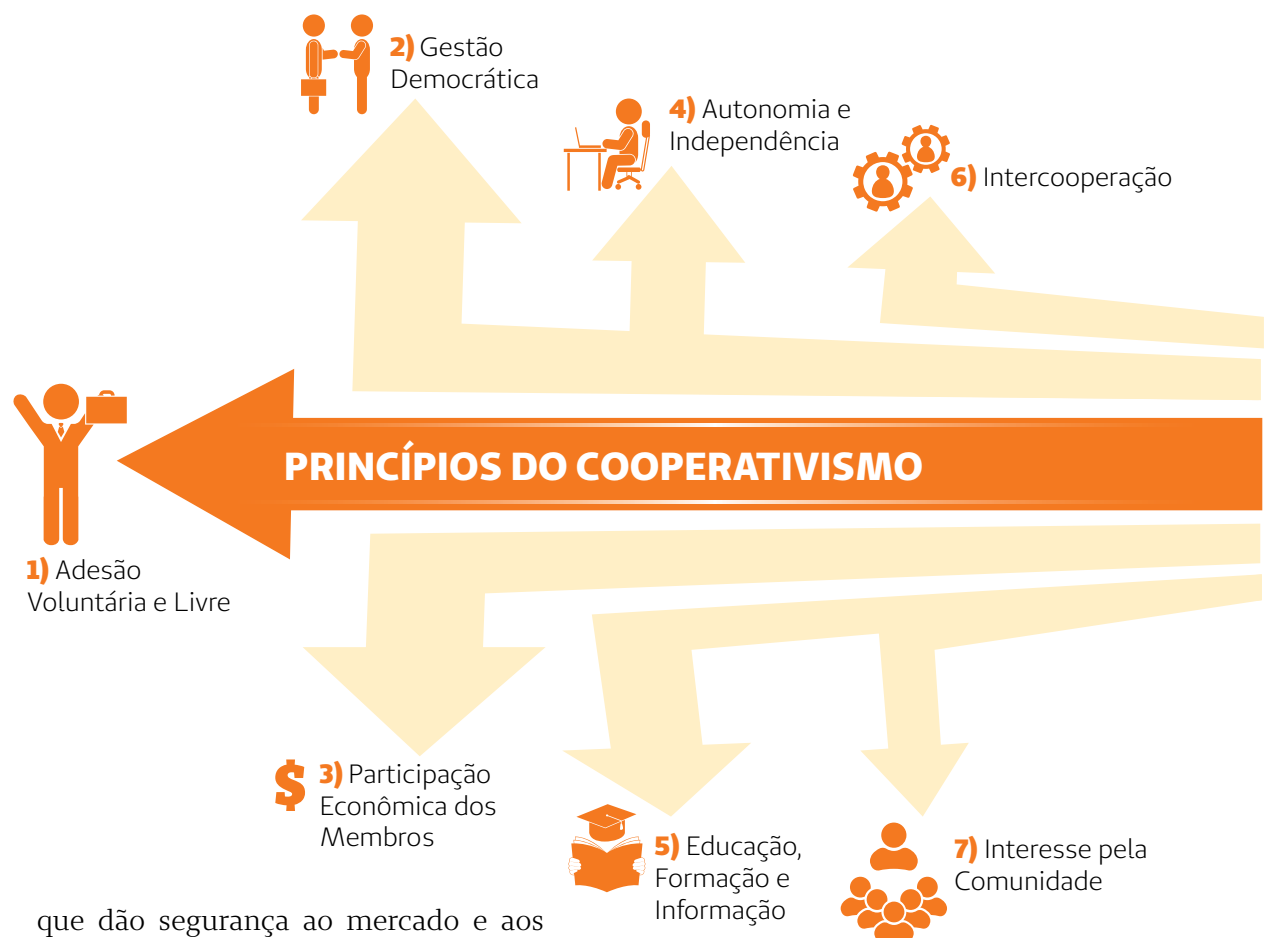 2) Gestão
Democrática
4) Autonomia e
Independência
6) Intercooperação
PRINCÍPIOS DO COOPERATIVISMO
1) Adesão
Voluntária e Livre
$ 3) Participação
Econômica dos
Membros
5) Educação,
Formação e
Informação
7) Interesse pela
Comunidade
que dão segurança ao mercado e aos